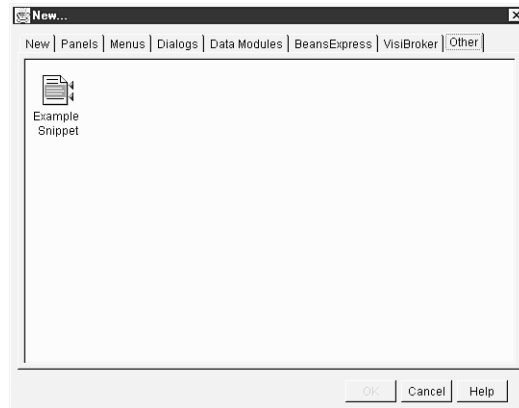 New...
New Panels Menus Dialogs Data Modules BeansExpress VisiBroker Other
Example
Snippet
OK Cancel Help